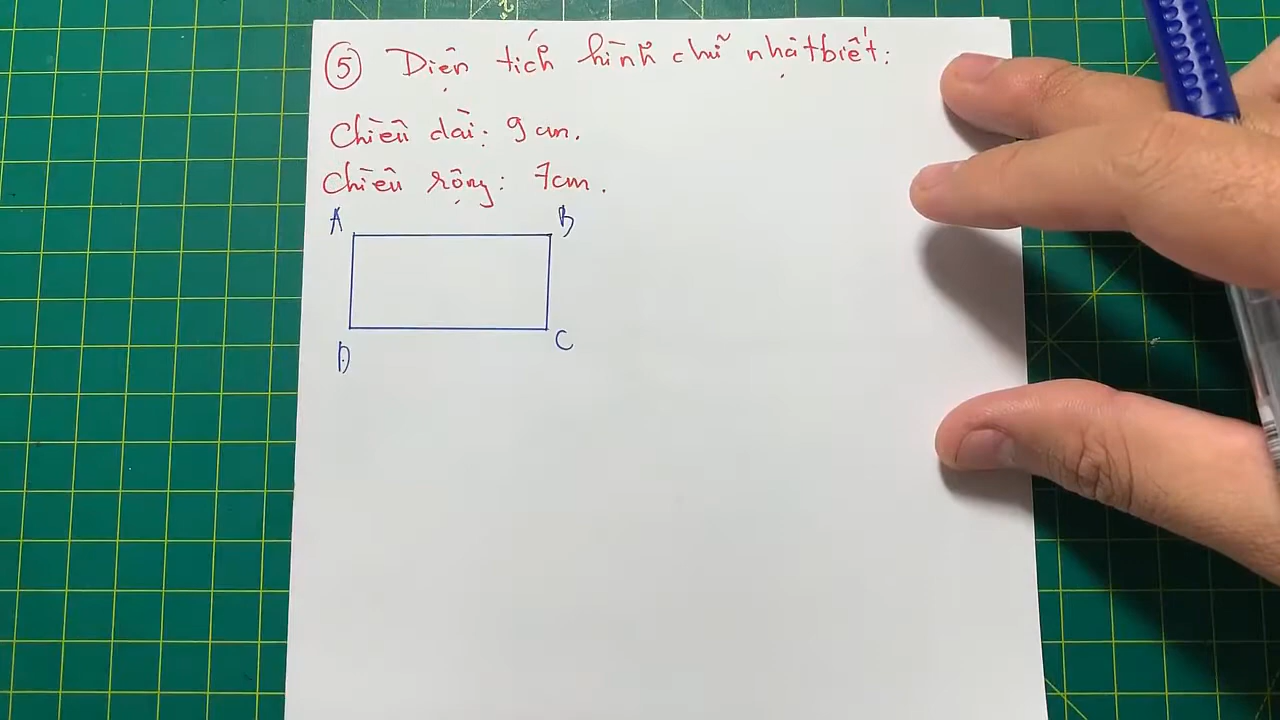 ⑤ Diện tích hình chữ nhật biết:
Chiều dài: 9 cm.
Chiều rộng: 7cm.
A B
D C